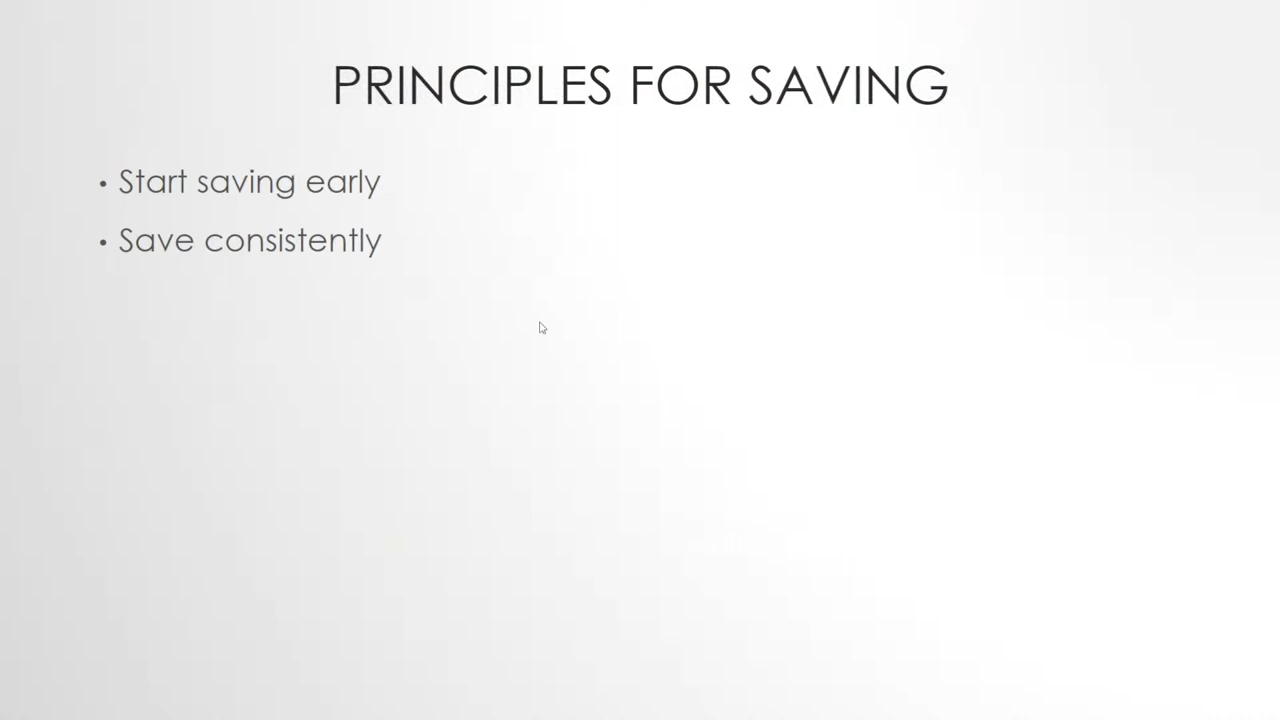 PRINCIPLES FOR SAVING
• Start saving early
• Save consistently